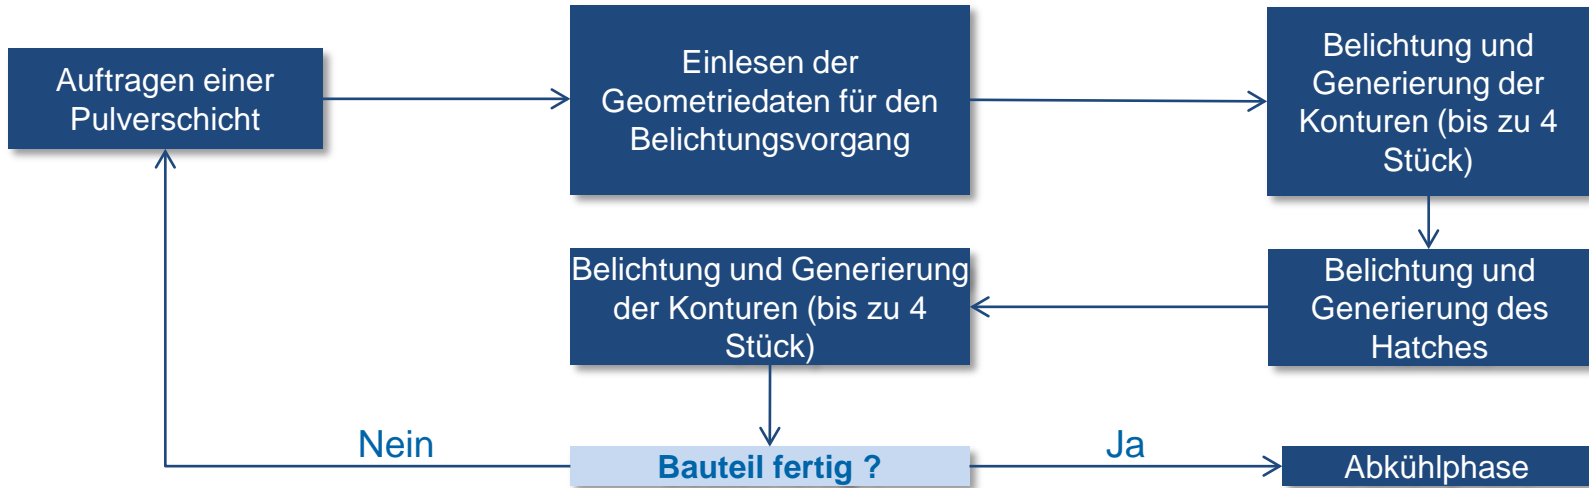 Auftragen einer
Pulverschicht
Einlesen der
Geometriedaten für den
Belichtungsvorgang
Belichtung und
Generierung der
Konturen (bis zu 4
Stück)
Belichtung und
Generierung des
Hatches
Belichtung und Generierung
der Konturen (bis zu 4
Stück)
Bauteil fertig ?
Nein
Ja
Abkühlphase